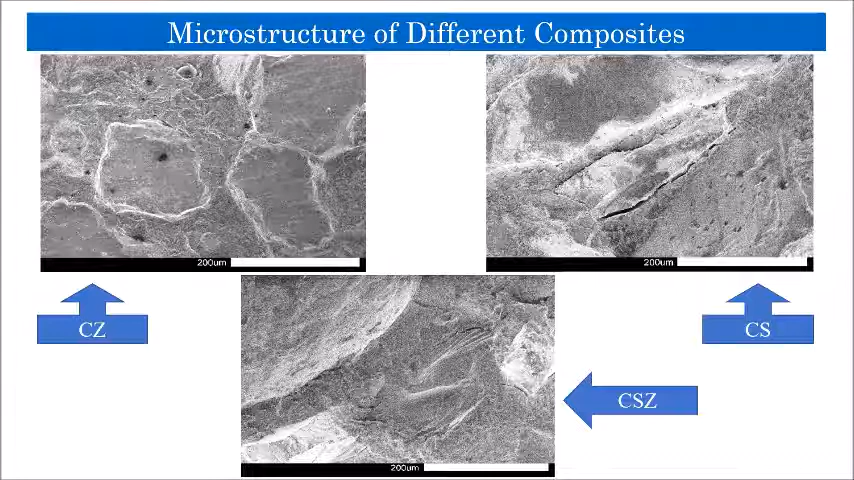 Microstructure of Different Composites
200um
200um
CZ
CS
CSZ
200um